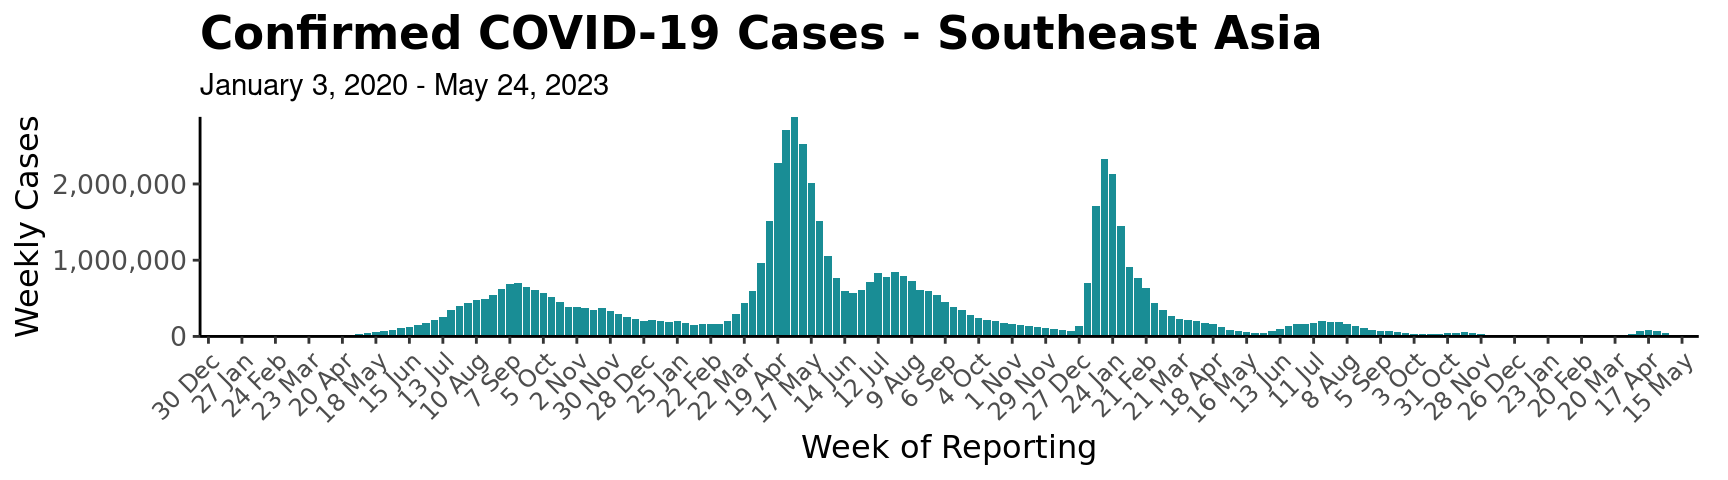 Confirmed COVID-19 Cases - Southeast Asia
January 3, 2020 - May 24, 2023
Weekly Cases
2,000,000
1,000,000
0
30 Dec
27 Jan
24 Feb
23 Mar
20 Apr
18 May
15 Jun
13 Jul
10 Aug
7 Sep
5 Oct
2 Nov
30 Nov
28 Dec
25 Jan
22 Feb
22 Mar
19 Apr
17 May
14 Jun
12 Jul
9 Aug
6 Sep
4 Oct
1 Nov
29 Nov
27 Dec
24 Jan
21 Feb
21 Mar
18 Apr
16 May
13 Jun
11 Jul
8 Aug
5 Sep
3 Oct
31 Oct
28 Nov
26 Dec
23 Jan
20 Feb
20 Mar
17 Apr
15 May
Week of Reporting